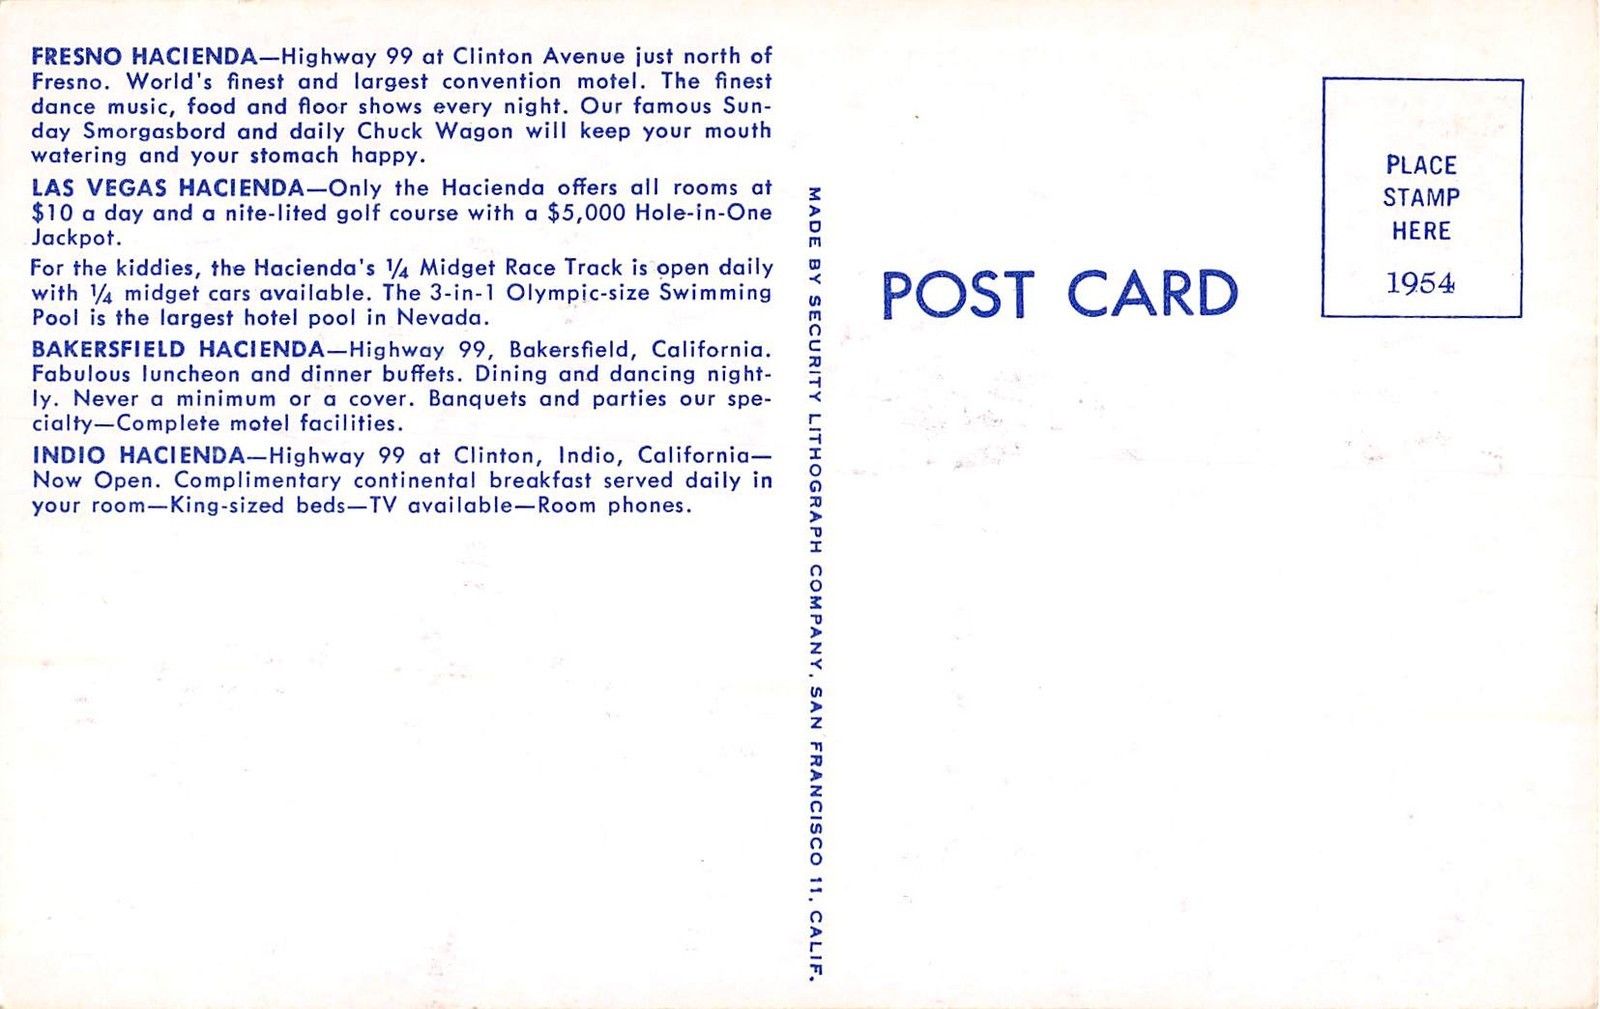 FRESNO HACIENDA—Highway 99 at Clinton Avenue just north of
Fresno. World's finest and largest convention motel. The finest
dance music, food and floor shows every night. Our famous Sun-
day Smorgasbord and daily Chuck Wagon will keep your mouth
watering and your stomach happy.
LAS VEGAS HACIENDA—Only the Hacienda offers all rooms at
$10 a day and a nite-lited golf course with a $5,000 Hole-in-One
Jackpot.
For the kiddies, the Hacienda's ¼ Midget Race Track is open daily
with ¼ midget cars available. The 3-in-1 Olympic-size Swimming
Pool is the largest hotel pool in Nevada.
BAKERSFIELD HACIENDA—Highway 99, Bakersfield, California.
Fabulous luncheon and dinner buffets. Dining and dancing night-
ly. Never a minimum or a cover. Banquets and parties our spe-
cialty—Complete motel facilities.
INDIO HACIENDA—Highway 99 at Clinton, Indio, California—
Now Open. Complimentary continental breakfast served daily in
your room—King-sized beds—TV available—Room phones.
MADE BY SECURITY LITHOGRAPH COMPANY, SAN FRANCISCO 11, CALIF.
POST CARD
PLACE
STAMP
HERE
1954